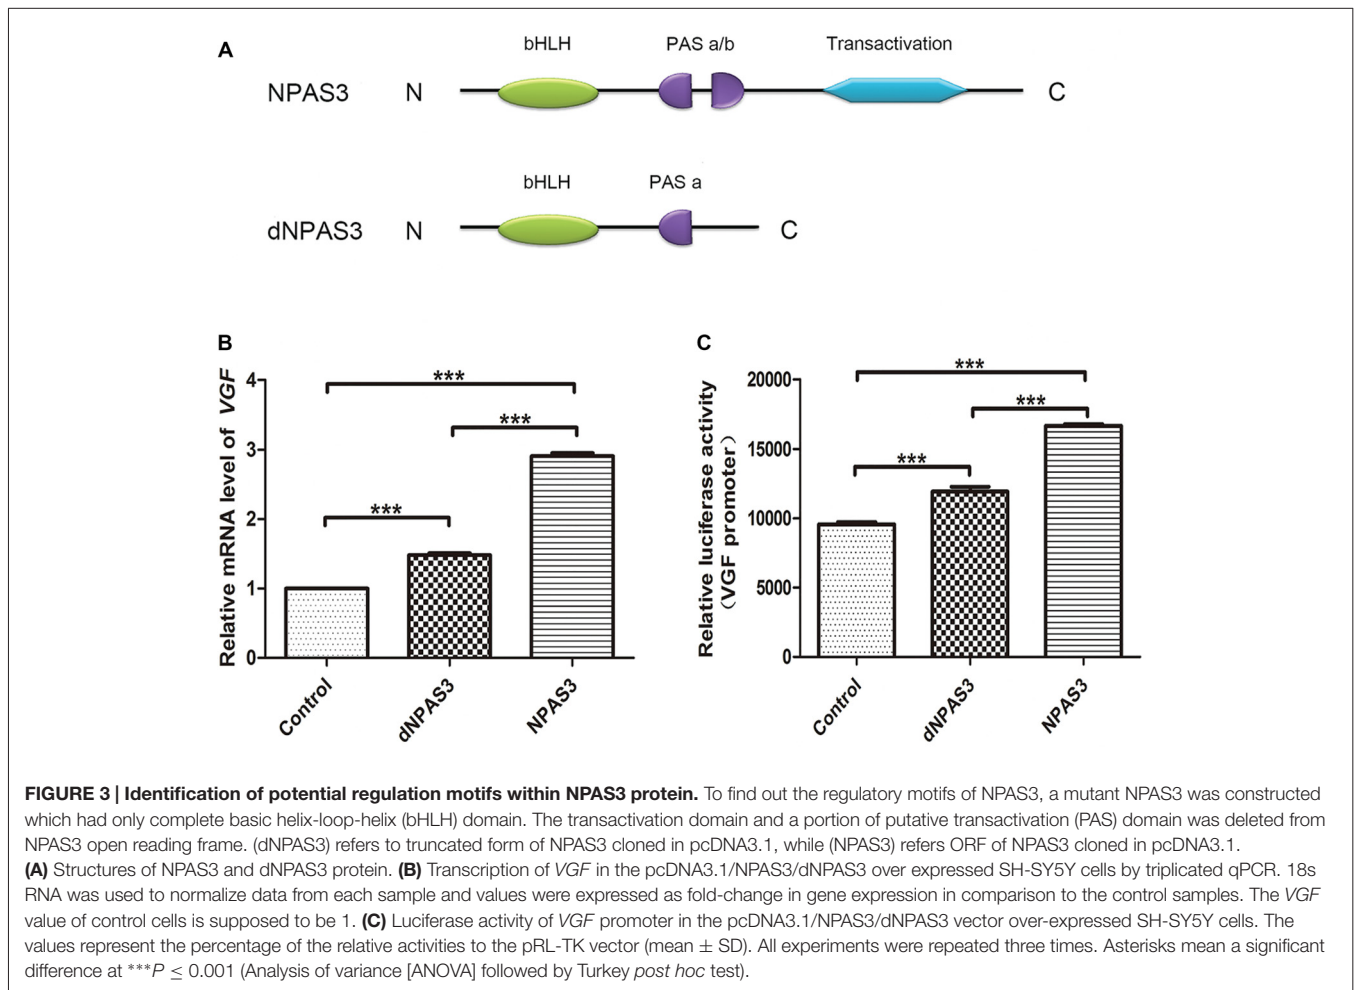 A
bHLH PAS a/b Transactivation
NPAS3 N C
bHLH PAS a
dNPAS3 N C
B
Relative mRNA level of VGF
4
3
2
1
0
***
***
***
Control
dNPAS3
NPAS3
C
Relative luciferase activity
（VGF promoter）
20000
15000
10000
5000
0
***
***
***
Control
dNPAS3
NPAS3
FIGURE 3 | Identification of potential regulation motifs within NPAS3 protein. To find out the regulatory motifs of NPAS3, a mutant NPAS3 was constructed
which had only complete basic helix-loop-helix (bHLH) domain. The transactivation domain and a portion of putative transactivation (PAS) domain was deleted from
NPAS3 open reading frame. (dNPAS3) refers to truncated form of NPAS3 cloned in pcDNA3.1, while (NPAS3) refers ORF of NPAS3 cloned in pcDNA3.1.
(A) Structures of NPAS3 and dNPAS3 protein. (B) Transcription of VGF in the pcDNA3.1/NPAS3/dNPAS3 over expressed SH-SY5Y cells by triplicated qPCR. 18s
RNA was used to normalize data from each sample and values were expressed as fold-change in gene expression in comparison to the control samples. The VGF
value of control cells is supposed to be 1. (C) Luciferase activity of VGF promoter in the pcDNA3.1/NPAS3/dNPAS3 vector over-expressed SH-SY5Y cells. The
values represent the percentage of the relative activities to the pRL-TK vector (mean ± SD). All experiments were repeated three times. Asterisks mean a significant
difference at ***P ≤ 0.001 (Analysis of variance [ANOVA] followed by Turkey post hoc test).